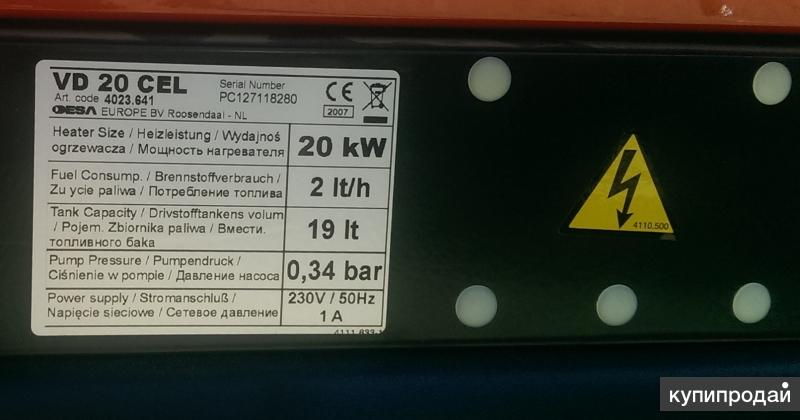 VD 20 CEL
Serial Number
Art. code 4023.641
PC127118280
CE
DESA EUROPE BV Roosendaal - NL
2007
Heater Size / Heizleistung / Wydajnoś
ogrzewacza / Мощность нагревателя
20 kW
Fuel Consump. / Brennstoffverbrauch /
Zu ycie paliwa / Потребление топлива
2 lt/h
Tank Capacity / Drivstofftankens volum
/ Pojem. Zbiornika paliwa / Вмести.
топливного бака
19 lt
Pump Pressure / Pumpendruck /
Ciśnienie w pompie / Давление насоса
0,34 bar
Power supply / Stromanschluß /
Napięcie sieciowe / Сетевое давление
230V / 50Hz
1 A
4110.500
купипродай